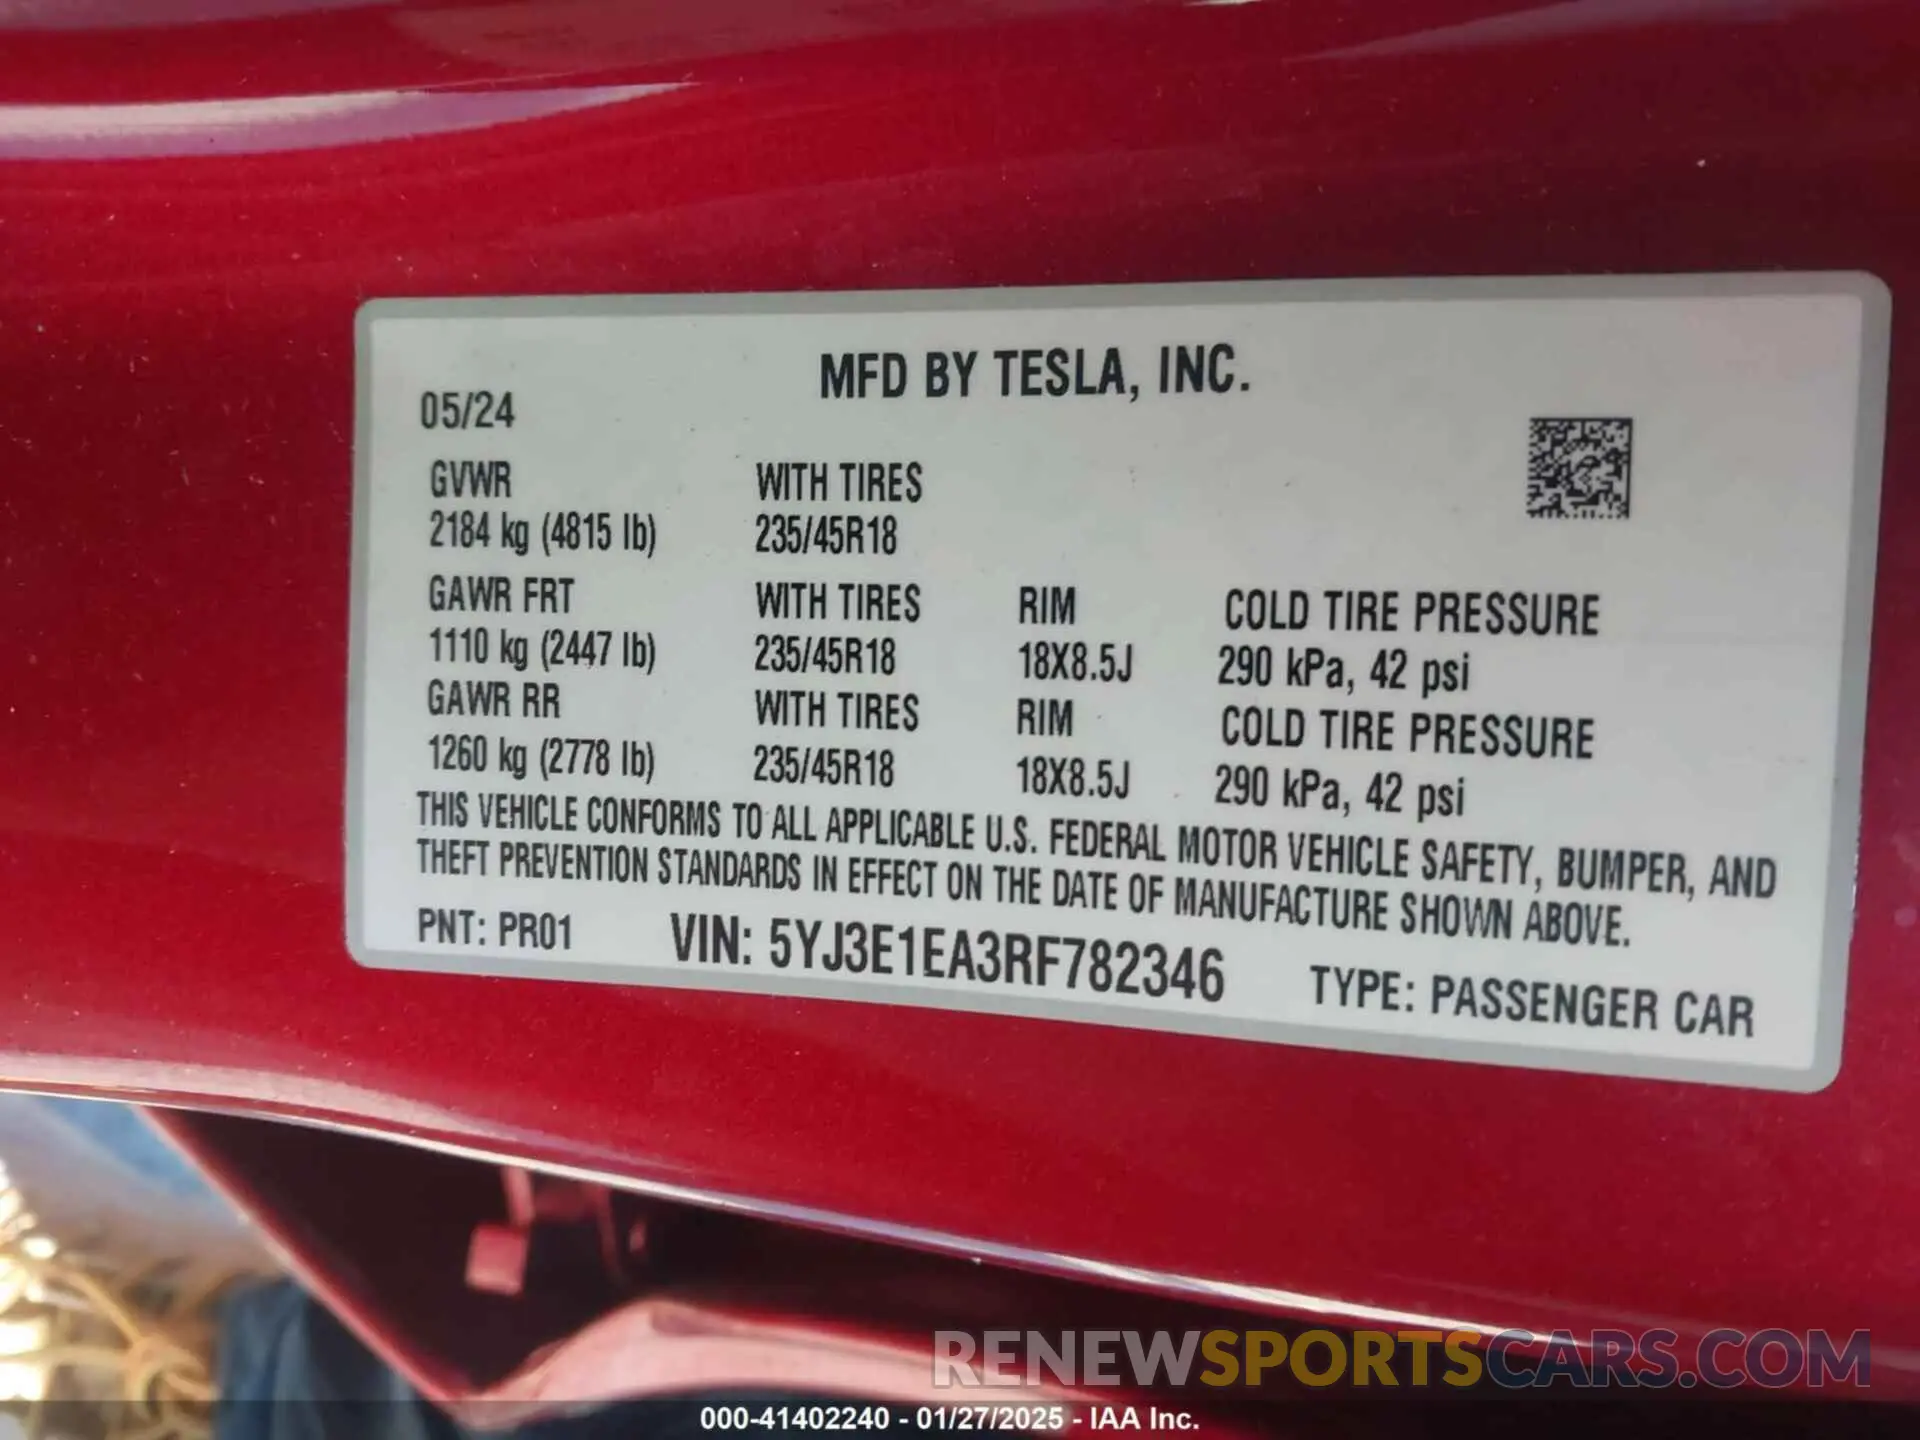 MFD BY TESLA, INC.
05/24
GVWR WITH TIRES
2184 kg (4815 lb) 235/45R18
GAWR FRT WITH TIRES RIM COLD TIRE PRESSURE
1110 kg (2447 lb) 235/45R18 18X8.5J 290 kPa, 42 psi
GAWR RR WITH TIRES RIM COLD TIRE PRESSURE
1260 kg (2778 lb) 235/45R18 18X8.5J 290 kPa, 42 psi
THIS VEHICLE CONFORMS TO ALL APPLICABLE U.S. FEDERAL MOTOR VEHICLE SAFETY, BUMPER, AND
THEFT PREVENTION STANDARDS IN EFFECT ON THE DATE OF MANUFACTURE SHOWN ABOVE.
PNT: PR01 VIN: 5YJ3E1EA3RF782346 TYPE: PASSENGER CAR
RENEWSPORTSCARS.COM
000-41402240 - 01/27/2025 - IAA Inc.